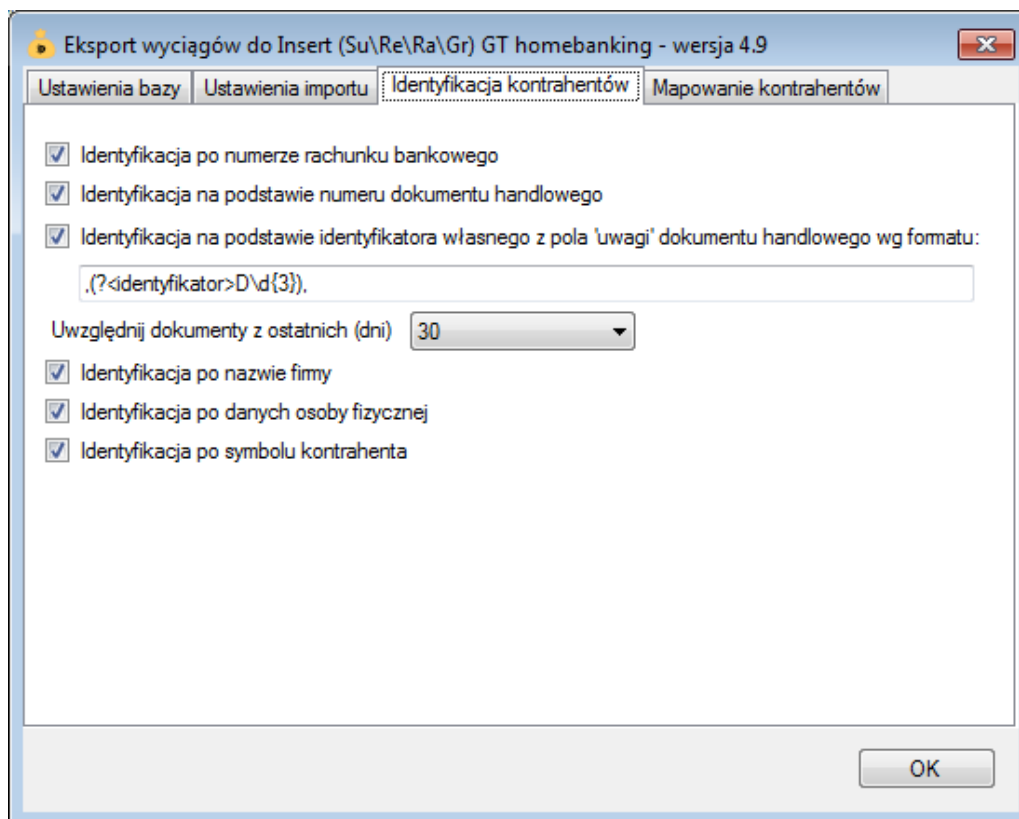 Eksport wyciągów do Insert (Su\Re\Ra\Gr) GT homebanking - wersja 4.9
Ustawienia bazy Ustawienia importu Identyfikacja kontrahentów Mapowanie kontrahentów
Identyfikacja po numerze rachunku bankowego
Identyfikacja na podstawie numeru dokumentu handlowego
Identyfikacja na podstawie identyfikatora własnego z pola 'uwagi' dokumentu handlowego wg formatu:
,(?<identyfikator>D\d{3}),
Uwzględnij dokumenty z ostatnich (dni) 30
Identyfikacja po nazwie firmy
Identyfikacja po danych osoby fizycznej
Identyfikacja po symbolu kontrahenta
OK